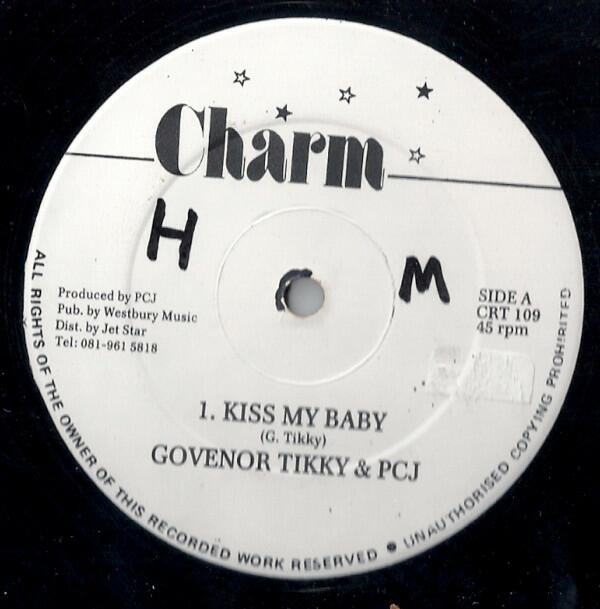 Charm
H
M
Produced by PCJ
Pub. by Westbury Music
Dist. by Jet Star
Tel: 081-961 5818
SIDE A
CRT 109
45 rpm
1. KISS MY BABY
(G. Tikky)
GOVENOR TIKKY & PCJ
ALL RIGHTS OF THE OWNER OF THIS RECORDED WORK RESERVED ● UNAUTHORISED COPYING PROHIBITED